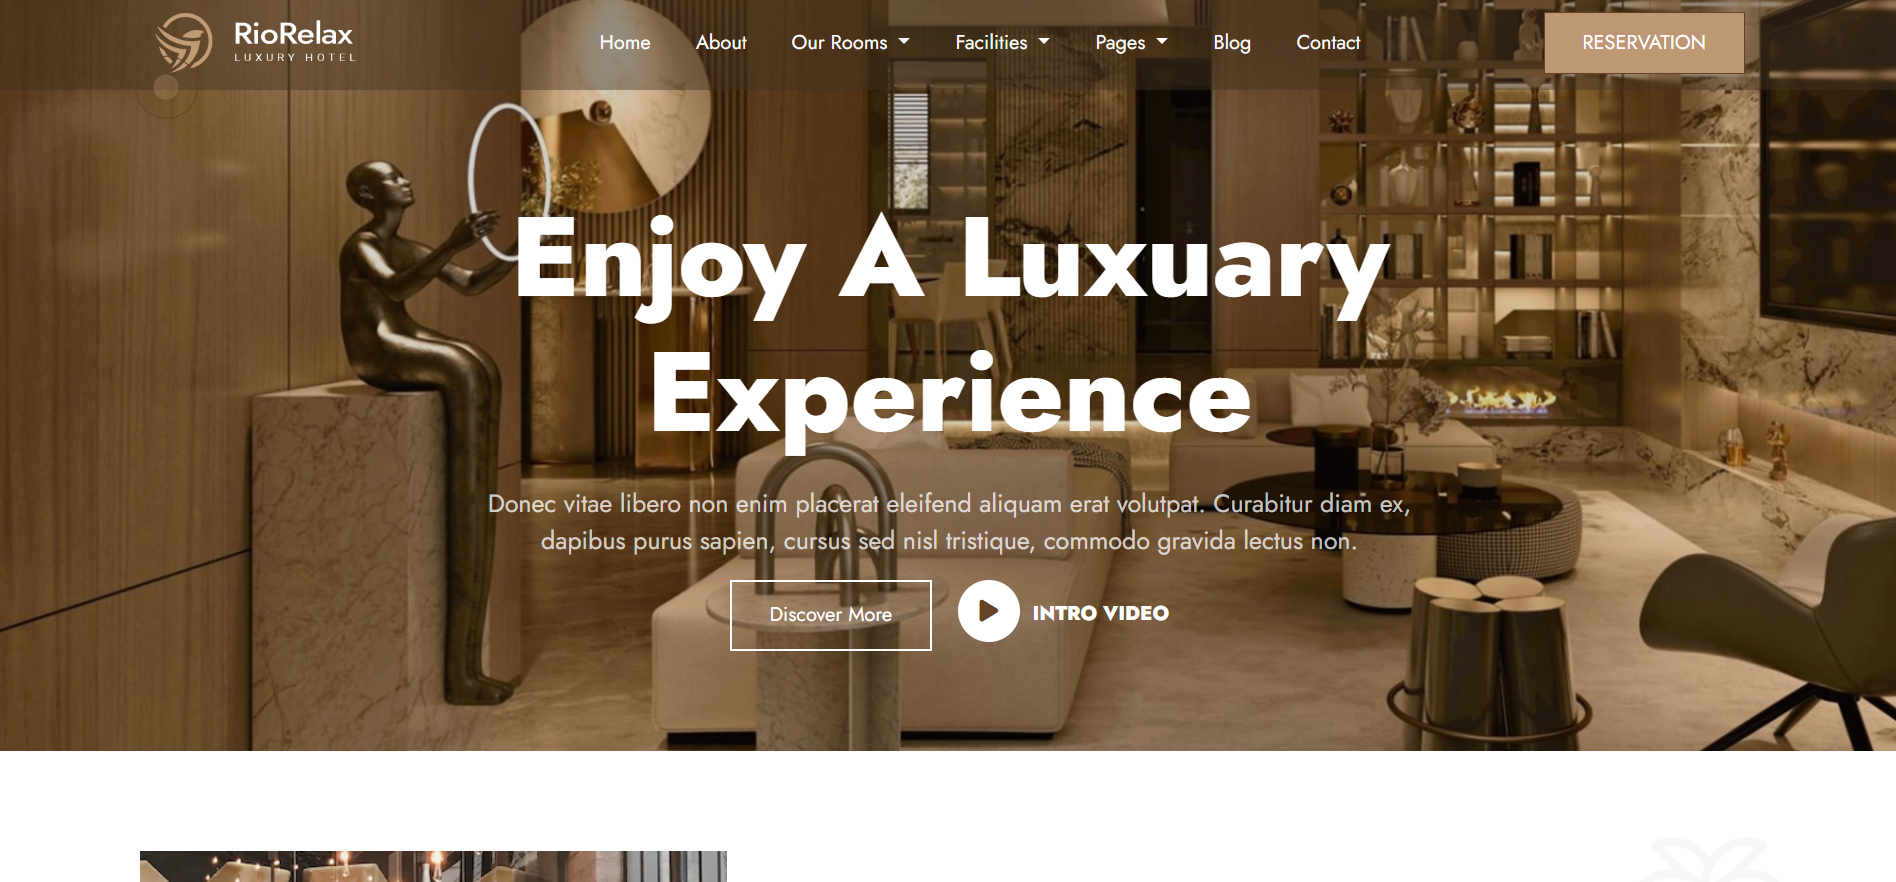 RioRelax
LUXURY HOTEL
Home About Our Rooms Facilities Pages Blog Contact
RESERVATION
Enjoy A Luxuary
Experience
Donec vitae libero non enim placerat eleifend aliquam erat volutpat. Curabitur diam ex,
dapibus purus sapien, cursus sed nisl tristique, commodo gravida lectus non.
Discover More
INTRO VIDEO